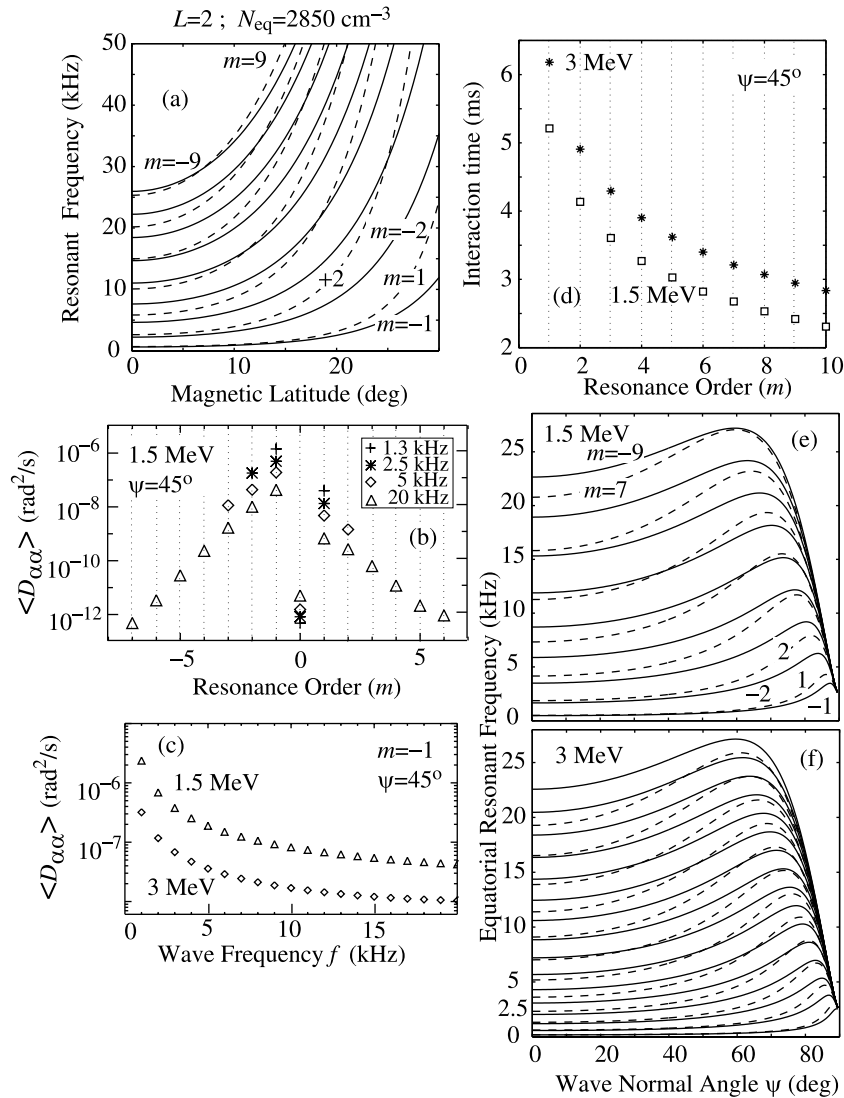 L=2 ; N_eq=2850 cm⁻³
Resonant Frequency (kHz)
50
40
30
20
10
0
m=9
(a)
m=−9
m=−2
+2
m=1
m=−1
0 10 20
Magnetic Latitude (deg)
Interaction time (ms)
6
5
4
3
2
3 MeV
ψ=45º
(d)
1.5 MeV
0 2 4 6 8 10
Resonance Order (m)
<D_αα> (rad²/s)
10⁻⁶
10⁻⁸
10⁻¹⁰
10⁻¹²
1.5 MeV
ψ=45º
1.3 kHz
2.5 kHz
5 kHz
20 kHz
(b)
−5 0 5
Resonance Order (m)
<D_αα> (rad²/s)
10⁻⁶
10⁻⁷
(c)
m=−1
ψ=45º
1.5 MeV
3 MeV
0 5 10 15
Wave Frequency f (kHz)
Equatorial Resonant Frequency (kHz)
25
20
15
10
5
0
1.5 MeV
(e)
m=−9
m=7
2
1
−2
−1
25
20
15
10
5
2.5
0
3 MeV
(f)
0 20 40 60 80
Wave Normal Angle ψ (deg)